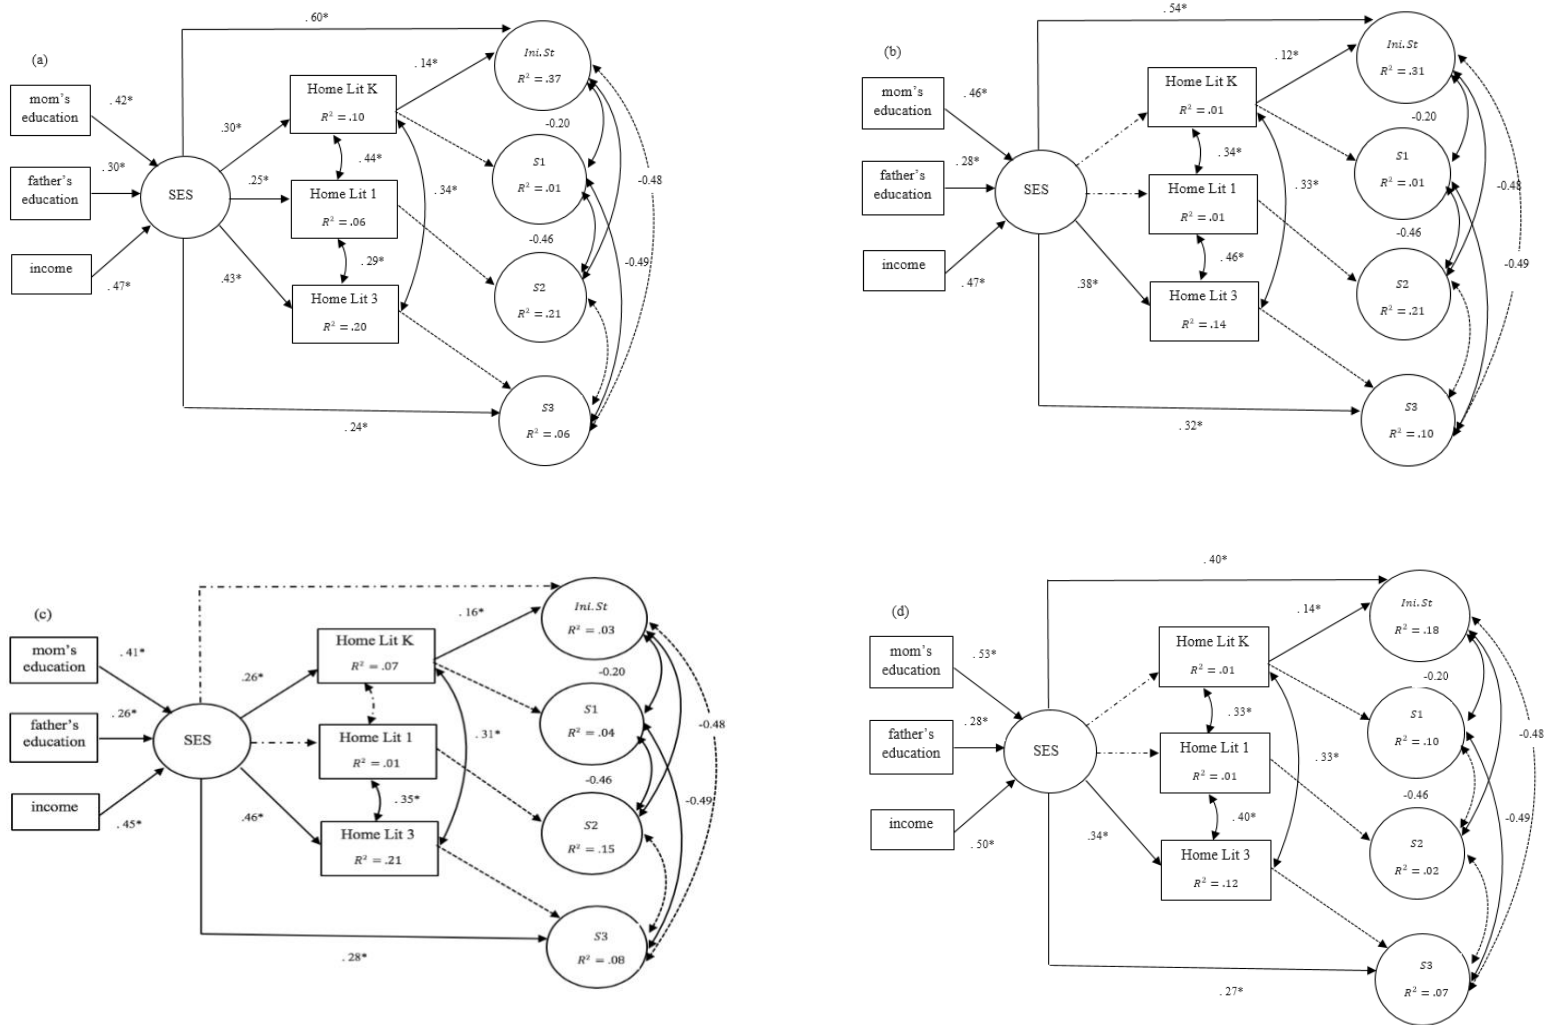 (a)
. 60*
mom's
education
. 42*
father's
education
. 30*
income
. 47*
SES
.30*
.25*
.43*
Home Lit K
R² = .10
. 44*
Home Lit 1
R² = .06
. 29*
Home Lit 3
R² = .20
. 34*
. 14*
Ini. St
R² = .37
-0.20
S1
R² = .01
-0.46
S2
R² = .21
S3
R² = .06
-0.48
-0.49
. 24*
(b)
. 54*
mom's
education
. 46*
father's
education
. 28*
income
. 47*
SES
.38*
Home Lit K
R² = .01
. 34*
Home Lit 1
R² = .01
. 46*
Home Lit 3
R² = .14
. 33*
. 12*
Ini. St
R² = .31
-0.20
S1
R² = .01
-0.46
S2
R² = .21
S3
R² = .10
-0.48
-0.49
. 32*
(c)
mom's
education
. 41*
father's
education
. 26*
income
. 45*
SES
.26*
.46*
Home Lit K
R² = .07
Home Lit 1
R² = .01
. 35*
Home Lit 3
R² = .21
. 31*
. 16*
Ini. St
R² = .03
-0.20
S1
R² = .04
-0.46
S2
R² = .15
S3
R² = .08
-0.48
-0.49
. 28*
(d)
. 40*
mom's
education
. 53*
father's
education
. 28*
income
. 50*
SES
.34*
Home Lit K
R² = .01
. 33*
Home Lit 1
R² = .01
. 40*
Home Lit 3
R² = .12
. 33*
. 14*
Ini. St
R² = .18
-0.20
S1
R² = .10
-0.46
S2
R² = .02
S3
R² = .07
-0.48
-0.49
. 27*